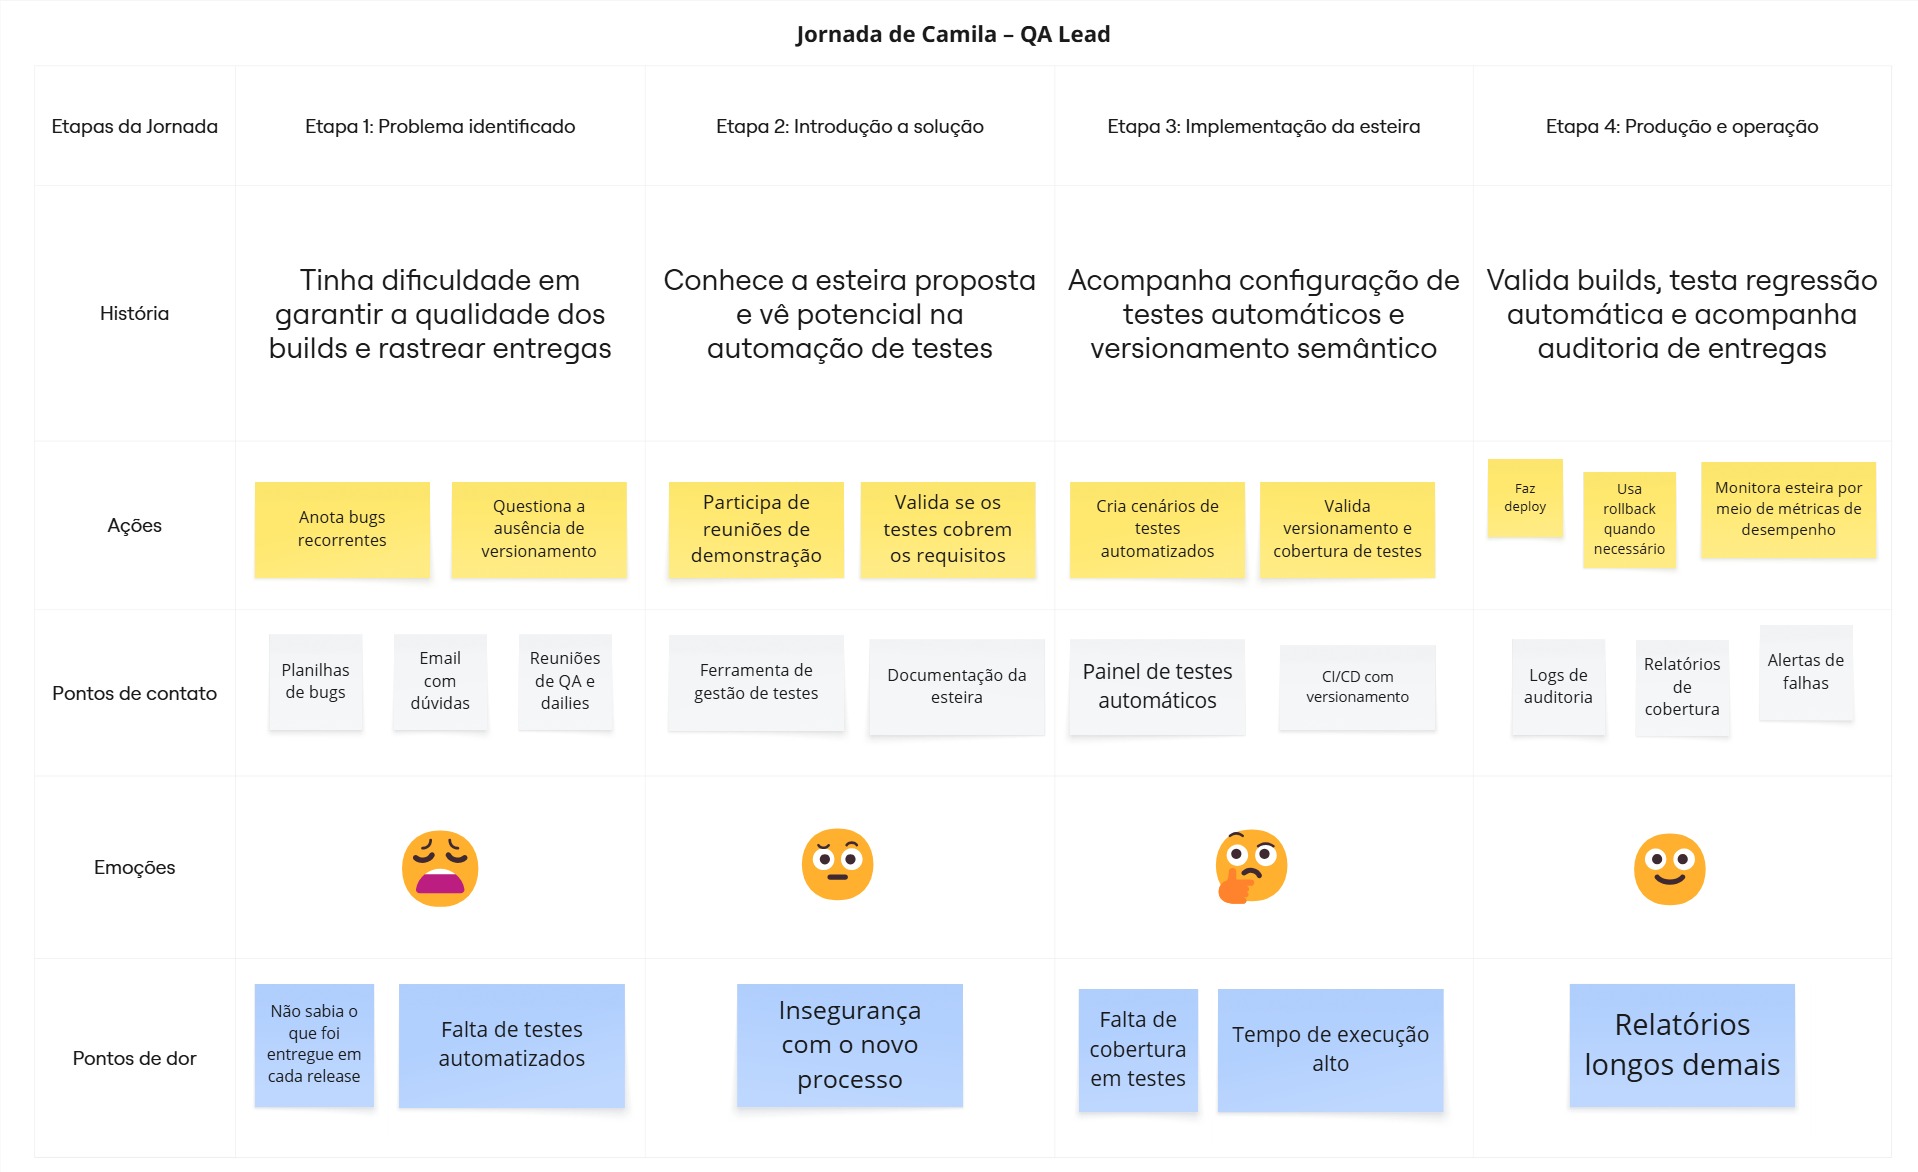 Jornada de Camila – QA Lead
Etapas da Jornada
Etapa 1: Problema identificado
Etapa 2: Introdução a solução
Etapa 3: Implementação da esteira
Etapa 4: Produção e operação
História
Tinha dificuldade em
garantir a qualidade dos
builds e rastrear entregas
Conhece a esteira proposta
e vê potencial na
automação de testes
Acompanha configuração de
testes automáticos e
versionamento semântico
Valida builds, testa regressão
automática e acompanha
auditoria de entregas
Ações
Anota bugs
recorrentes
Questiona a
ausência de
versionamento
Participa de
reuniões de
demonstração
Valida se os
testes cobrem
os requisitos
Cria cenários de
testes
automatizados
Valida
versionamento e
cobertura de testes
Faz
deploy
Usa
rollback
quando
necessário
Monitora esteira por
meio de métricas de
desempenho
Pontos de contato
Planilhas
de bugs
Email
com
dúvidas
Reuniões
de QA e
dailies
Ferramenta de
gestão de testes
Documentação da
esteira
Painel de testes
automáticos
CI/CD com
versionamento
Logs de
auditoria
Relatórios
de
cobertura
Alertas de
falhas
Emoções
Pontos de dor
Não sabia o
que foi
entregue em
cada release
Falta de testes
automatizados
Insegurança
com o novo
processo
Falta de
cobertura
em testes
Tempo de execução
alto
Relatórios
longos demais